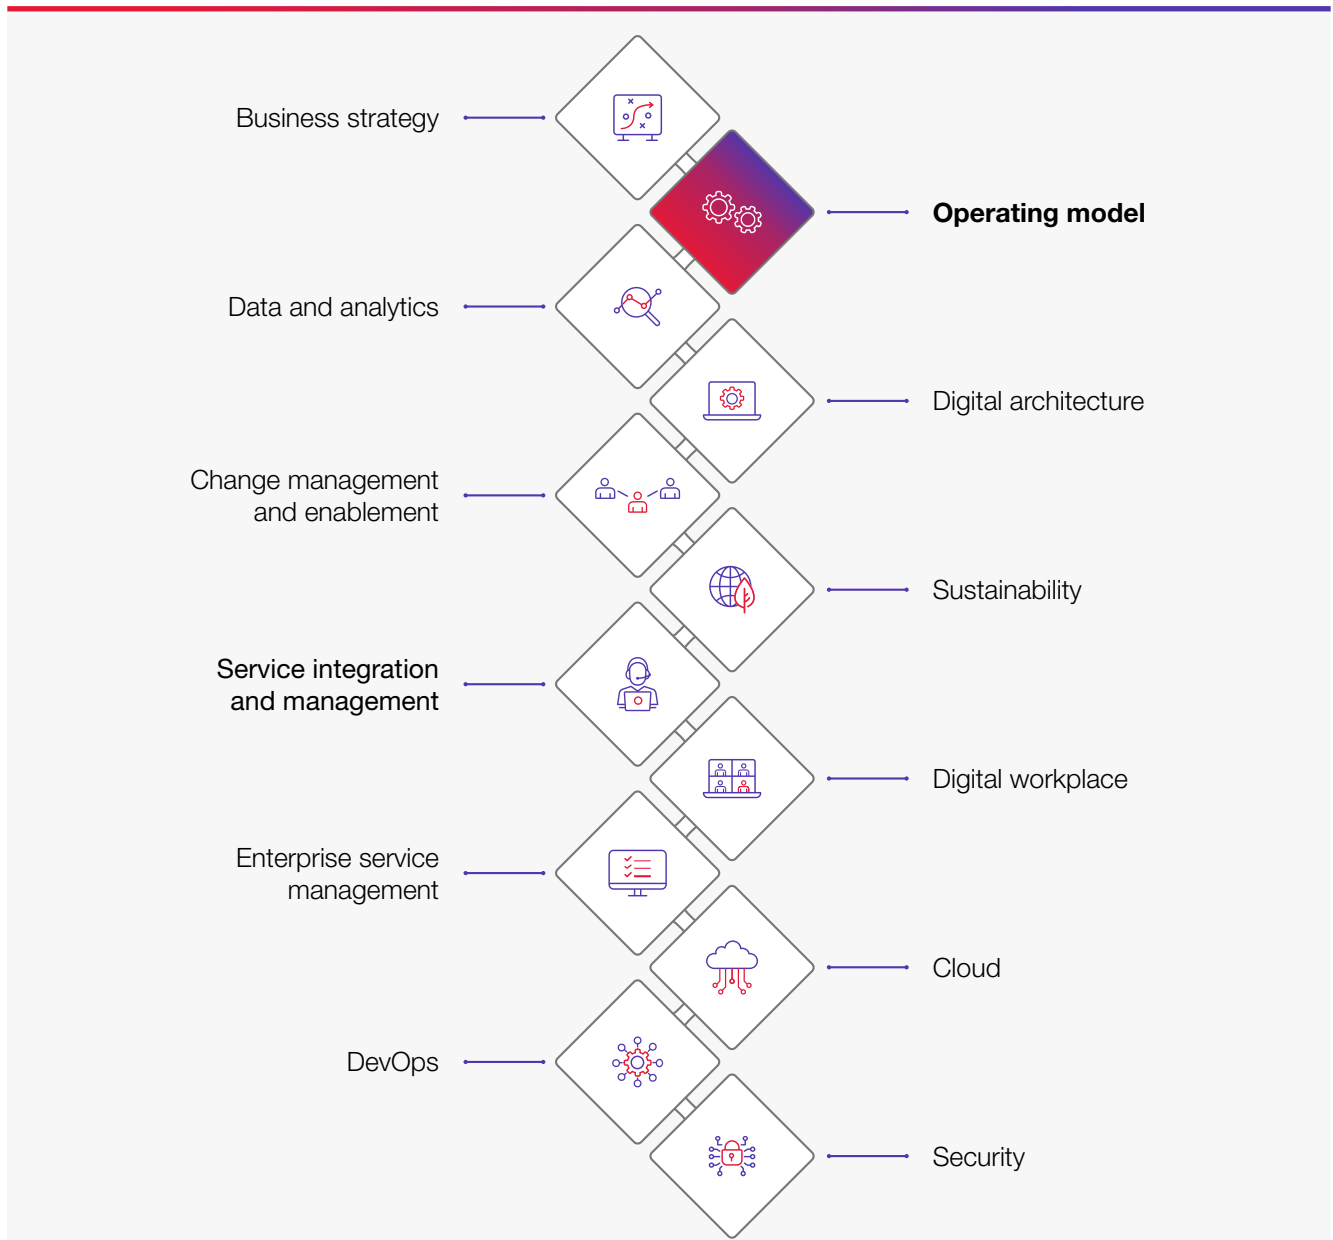 Business strategy
Operating model
Data and analytics
Digital architecture
Change management
and enablement
Sustainability
Service integration
and management
Digital workplace
Enterprise service
management
Cloud
DevOps
Security